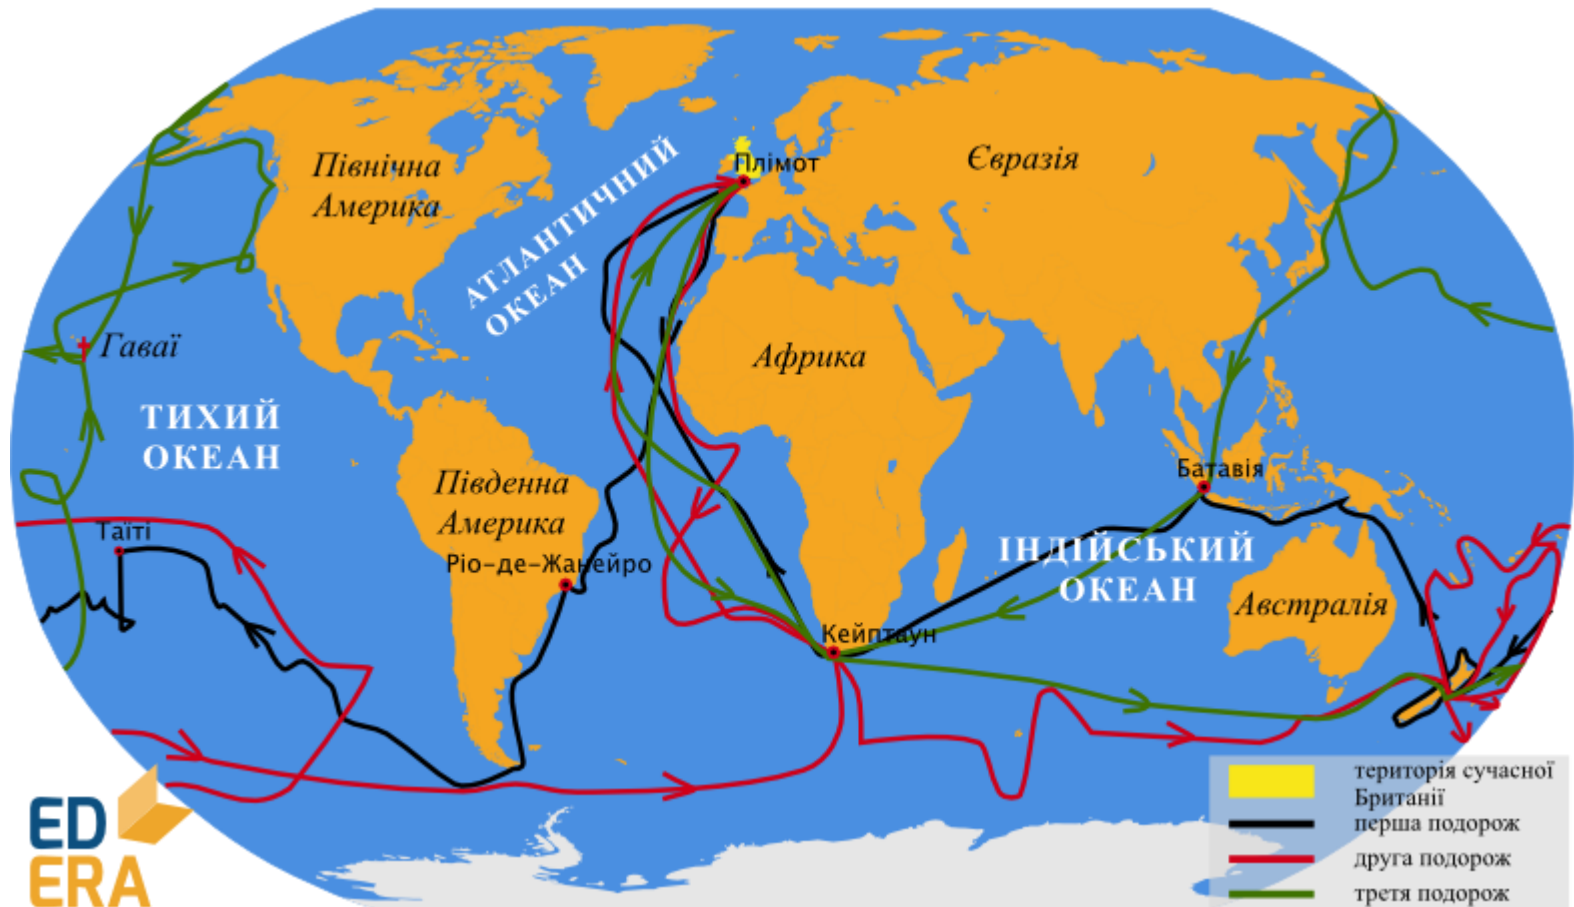 Північна
Америка
АТЛАНТИЧНИЙ
ОКЕАН
Плімот
Євразія
Гаваї
ТИХИЙ
ОКЕАН
Африка
Південна
Америка
Батавія
Таїті
Ріо-де-Жанейро
ІНДІЙСЬКИЙ
ОКЕАН
Австралія
Кейптаун
ED
ERA
територія сучасної
Британії
перша подорож
друга подорож
третя подорож